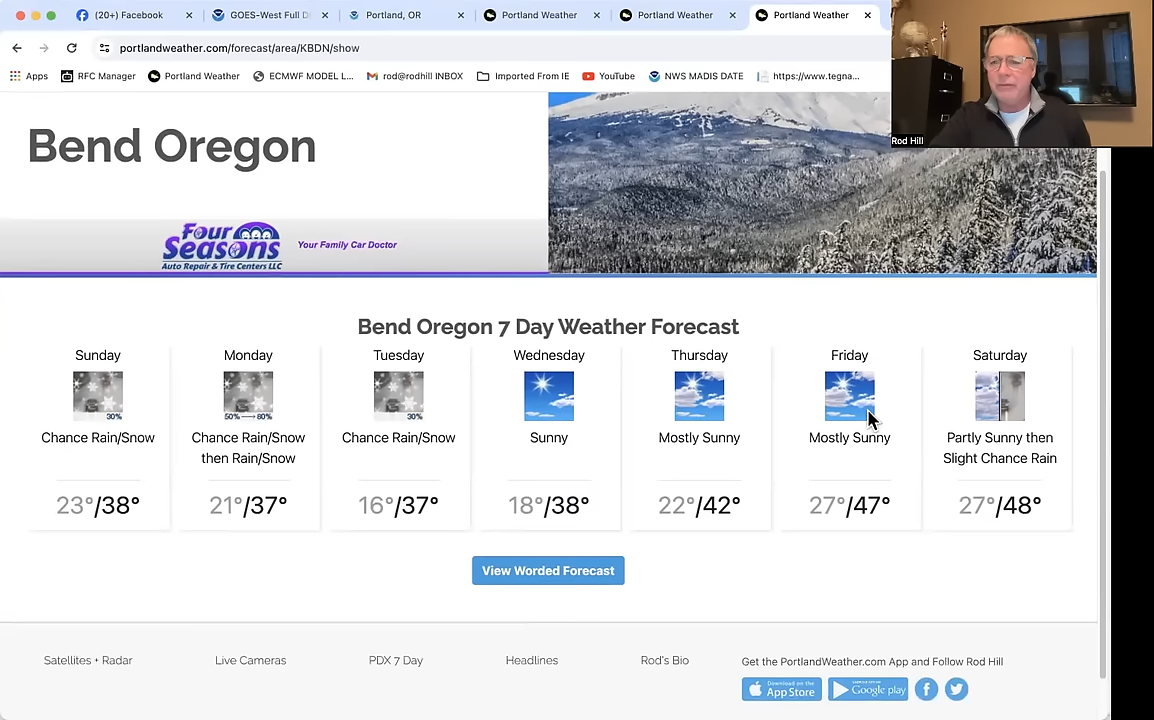 (20+) Facebook
GOES-West Full D
Portland, OR
Portland Weather
Portland Weather
Portland Weather
portlandweather.com/forecast/area/KBDN/show
Apps
RFC Manager
Portland Weather
ECMWF MODEL L...
rod@rodhill INBOX
Imported From IE
YouTube
NWS MADIS DATE
https://www.tegna...
Rod Hill
Bend Oregon
Four Seasons
Auto Repair & Tire Centers LLC
Your Family Car Doctor
Bend Oregon 7 Day Weather Forecast
Sunday
Monday
Tuesday
Wednesday
Thursday
Friday
Saturday
30%
50% → 80%
30%
Chance Rain/Snow
Chance Rain/Snow
then Rain/Snow
Chance Rain/Snow
Sunny
Mostly Sunny
Mostly Sunny
Partly Sunny then
Slight Chance Rain
23°/38°
21°/37°
16°/37°
18°/38°
22°/42°
27°/47°
27°/48°
View Worded Forecast
Satellites + Radar
Live Cameras
PDX 7 Day
Headlines
Rod's Bio
Get the PortlandWeather.com App and Follow Rod Hill
Download on the
App Store
Google play